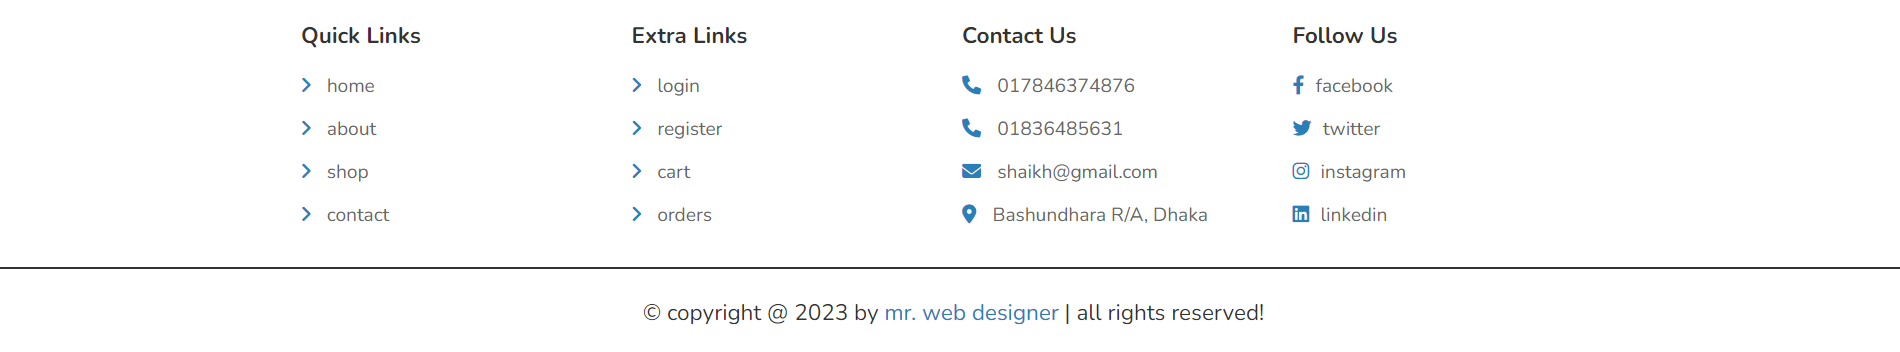 Quick Links
home
about
shop
contact
Extra Links
login
register
cart
orders
Contact Us
017846374876
01836485631
shaikh@gmail.com
Bashundhara R/A, Dhaka
Follow Us
facebook
twitter
instagram
linkedin
© copyright @ 2023 by mr. web designer | all rights reserved!